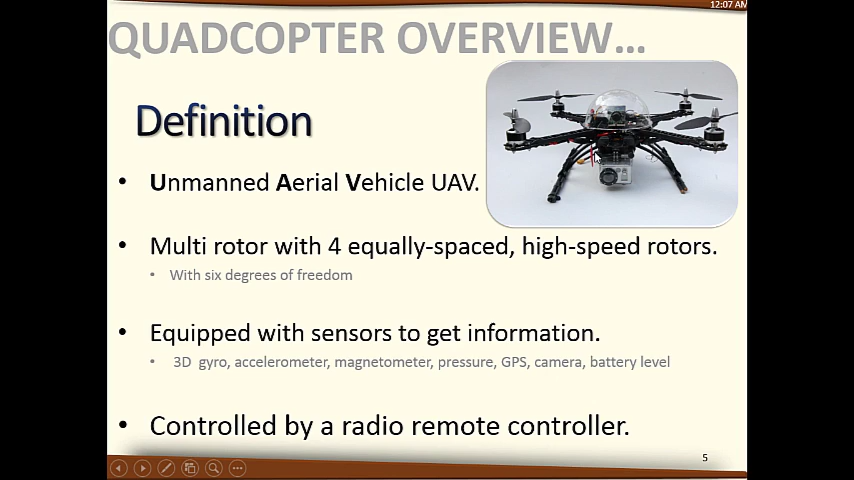 12:07 AM
QUADCOPTER OVERVIEW...
Definition
• Unmanned Aerial Vehicle UAV.
• Multi rotor with 4 equally-spaced, high-speed rotors.
• With six degrees of freedom
• Equipped with sensors to get information.
• 3D gyro, accelerometer, magnetometer, pressure, GPS, camera, battery level
• Controlled by a radio remote controller.
5